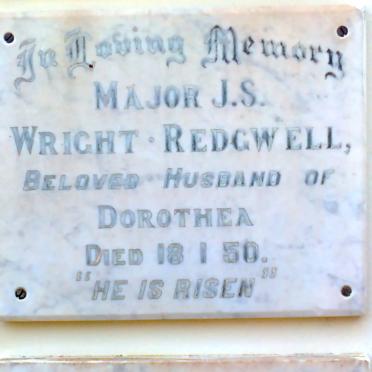 In Loving Memory
MAJOR J.S.
WRIGHT · REDGWELL,
BELOVED HUSBAND OF
DOROTHEA
DIED 18 1 50.
"HE IS RISEN"